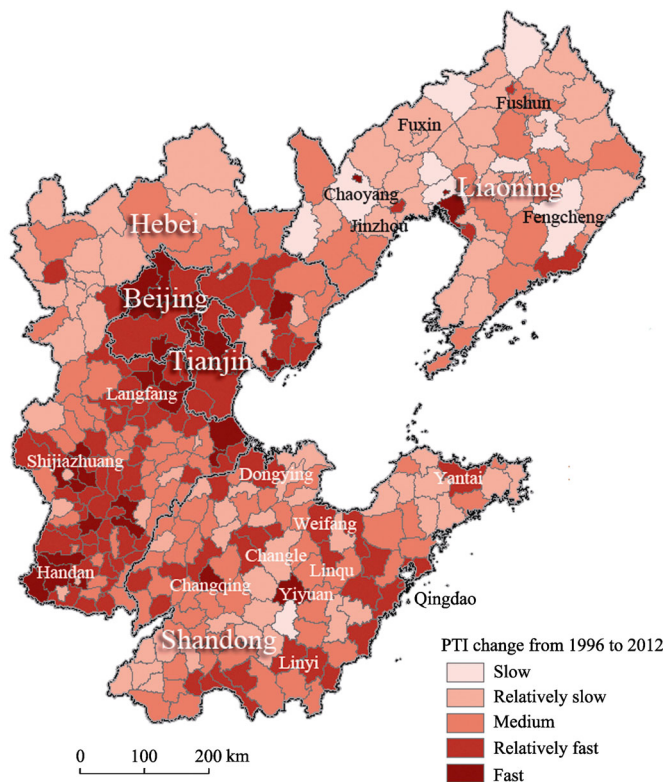 Fushun
Fuxin
Chaoyang
Liaoning
Hebei
Jinzhou
Fengcheng
Beijing
Tianjin
Langfang
Shijiazhuang
Dongying
Yantai
Weifang
Changle
Handan
Changqing
Linqu
Yiyuan
Qingdao
Shandong
Linyi
PTI change from 1996 to 2012
Slow
Relatively slow
Medium
Relatively fast
Fast
0 100 200 km